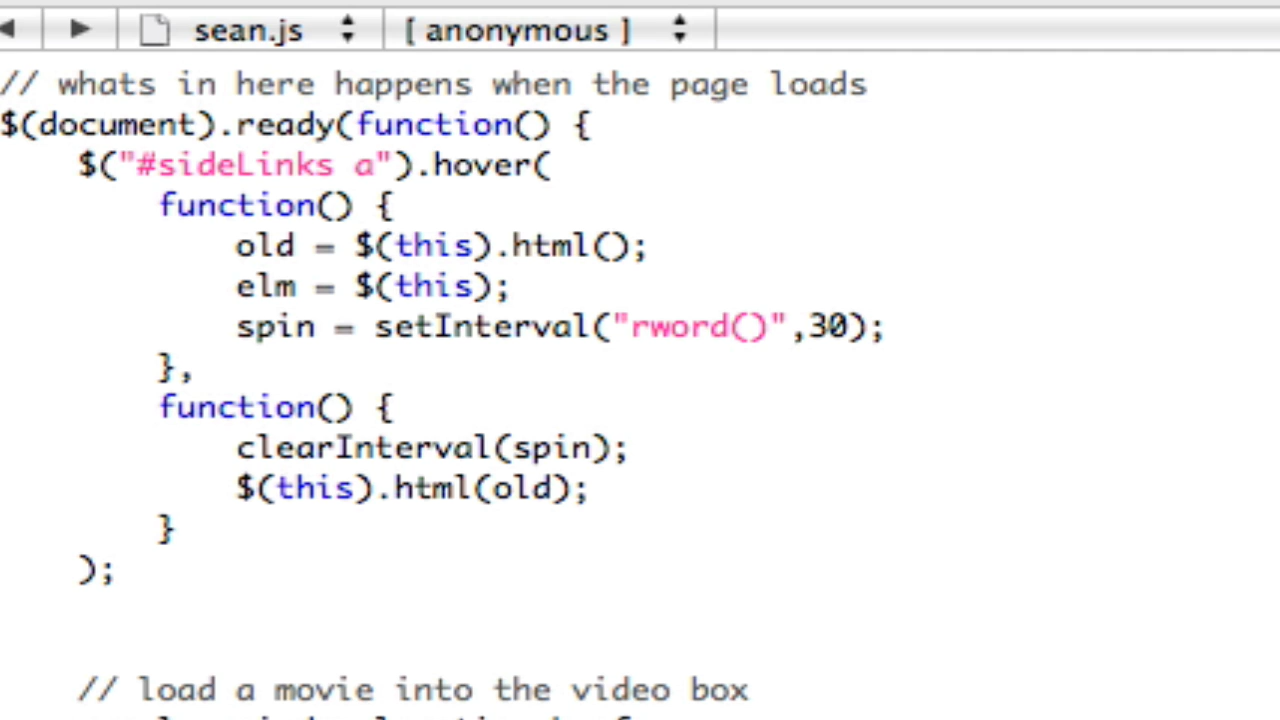 sean.js [ anonymous ]
// whats in here happens when the page loads
$(document).ready(function() {
    $("#sideLinks a").hover(
        function() {
            old = $(this).html();
            elm = $(this);
            spin = setInterval("rword()",30);
        },
        function() {
            clearInterval(spin);
            $(this).html(old);
        }
    );
    // load a movie into the video box